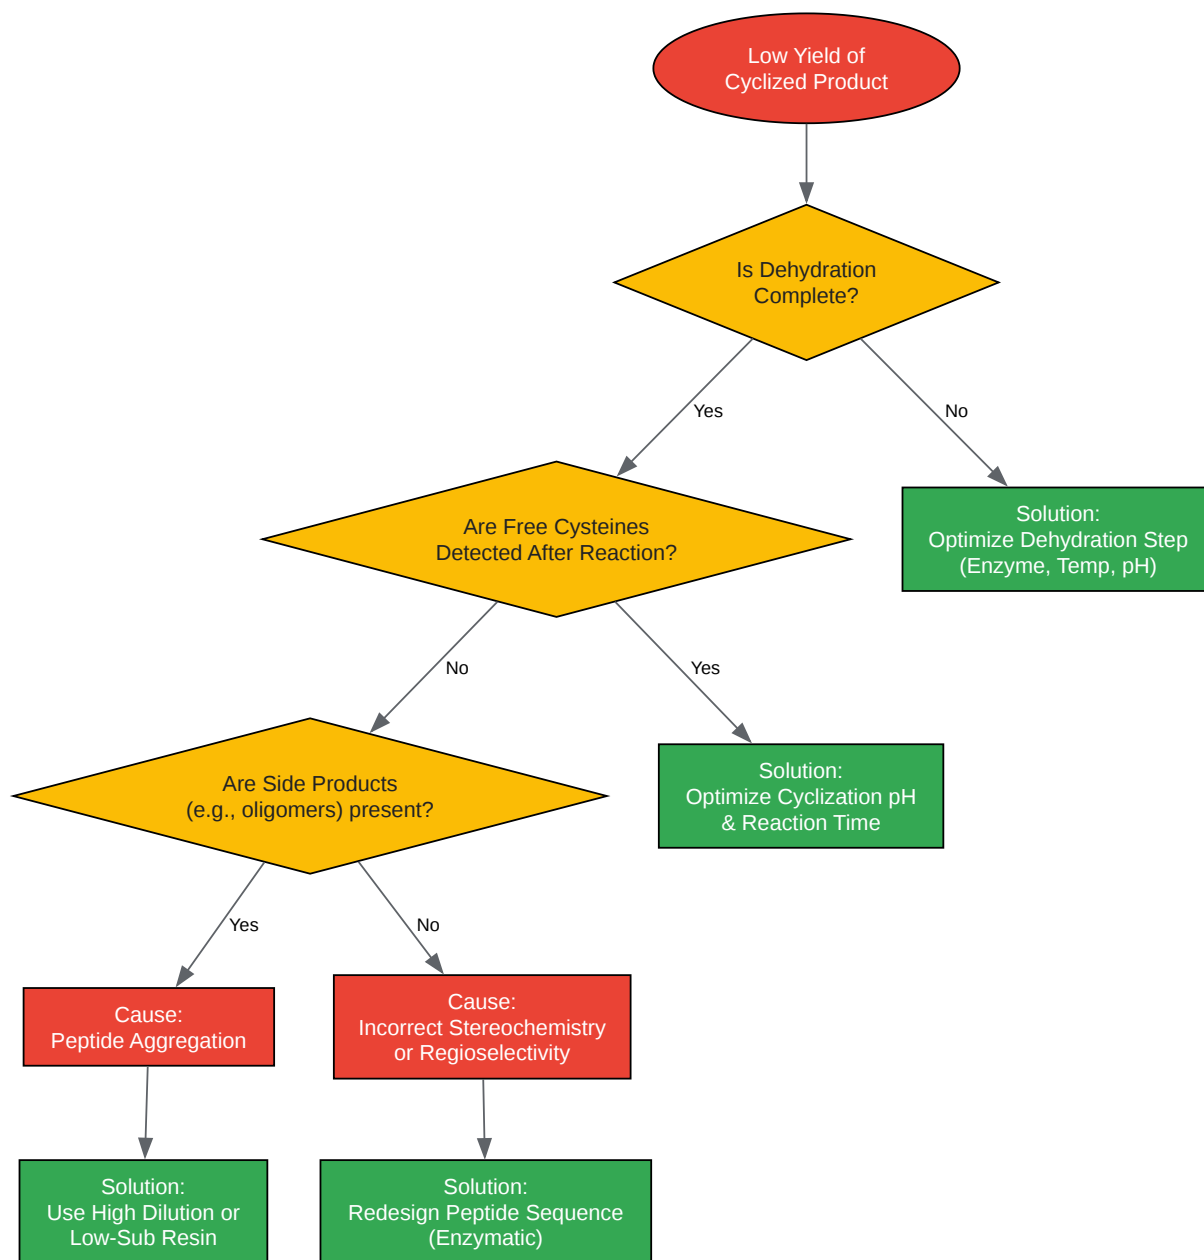 Low Yield of
Cyclized Product
Is Dehydration
Complete?
Yes
No
Are Free Cysteines
Detected After Reaction?
Solution:
Optimize Dehydration Step
(Enzyme, Temp, pH)
No
Yes
Are Side Products
(e.g., oligomers) present?
Solution:
Optimize Cyclization pH
& Reaction Time
Yes
No
Cause:
Peptide Aggregation
Cause:
Incorrect Stereochemistry
or Regioselectivity
Solution:
Use High Dilution or
Low-Sub Resin
Solution:
Redesign Peptide Sequence
(Enzymatic)